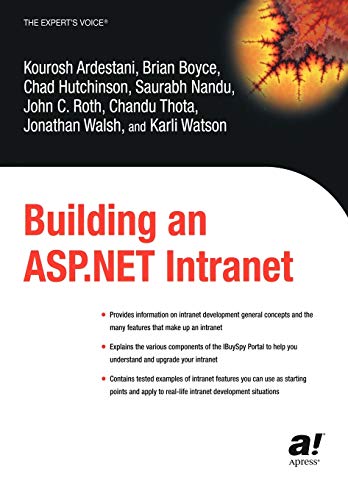 THE EXPERT'S VOICE®
Kourosh Ardestani, Brian Boyce,
Chad Hutchinson, Saurabh Nandu,
John C. Roth, Chandu Thota,
Jonathan Walsh, and Karli Watson
Building an
ASP.NET Intranet
• Provides information on intranet development general concepts and the
many features that make up an intranet
• Explains the various components of the IBuySpy Portal to help you
understand and upgrade your intranet
• Contains tested examples of intranet features you can use as starting
points and apply to real-life intranet development situations
a!
Apress®